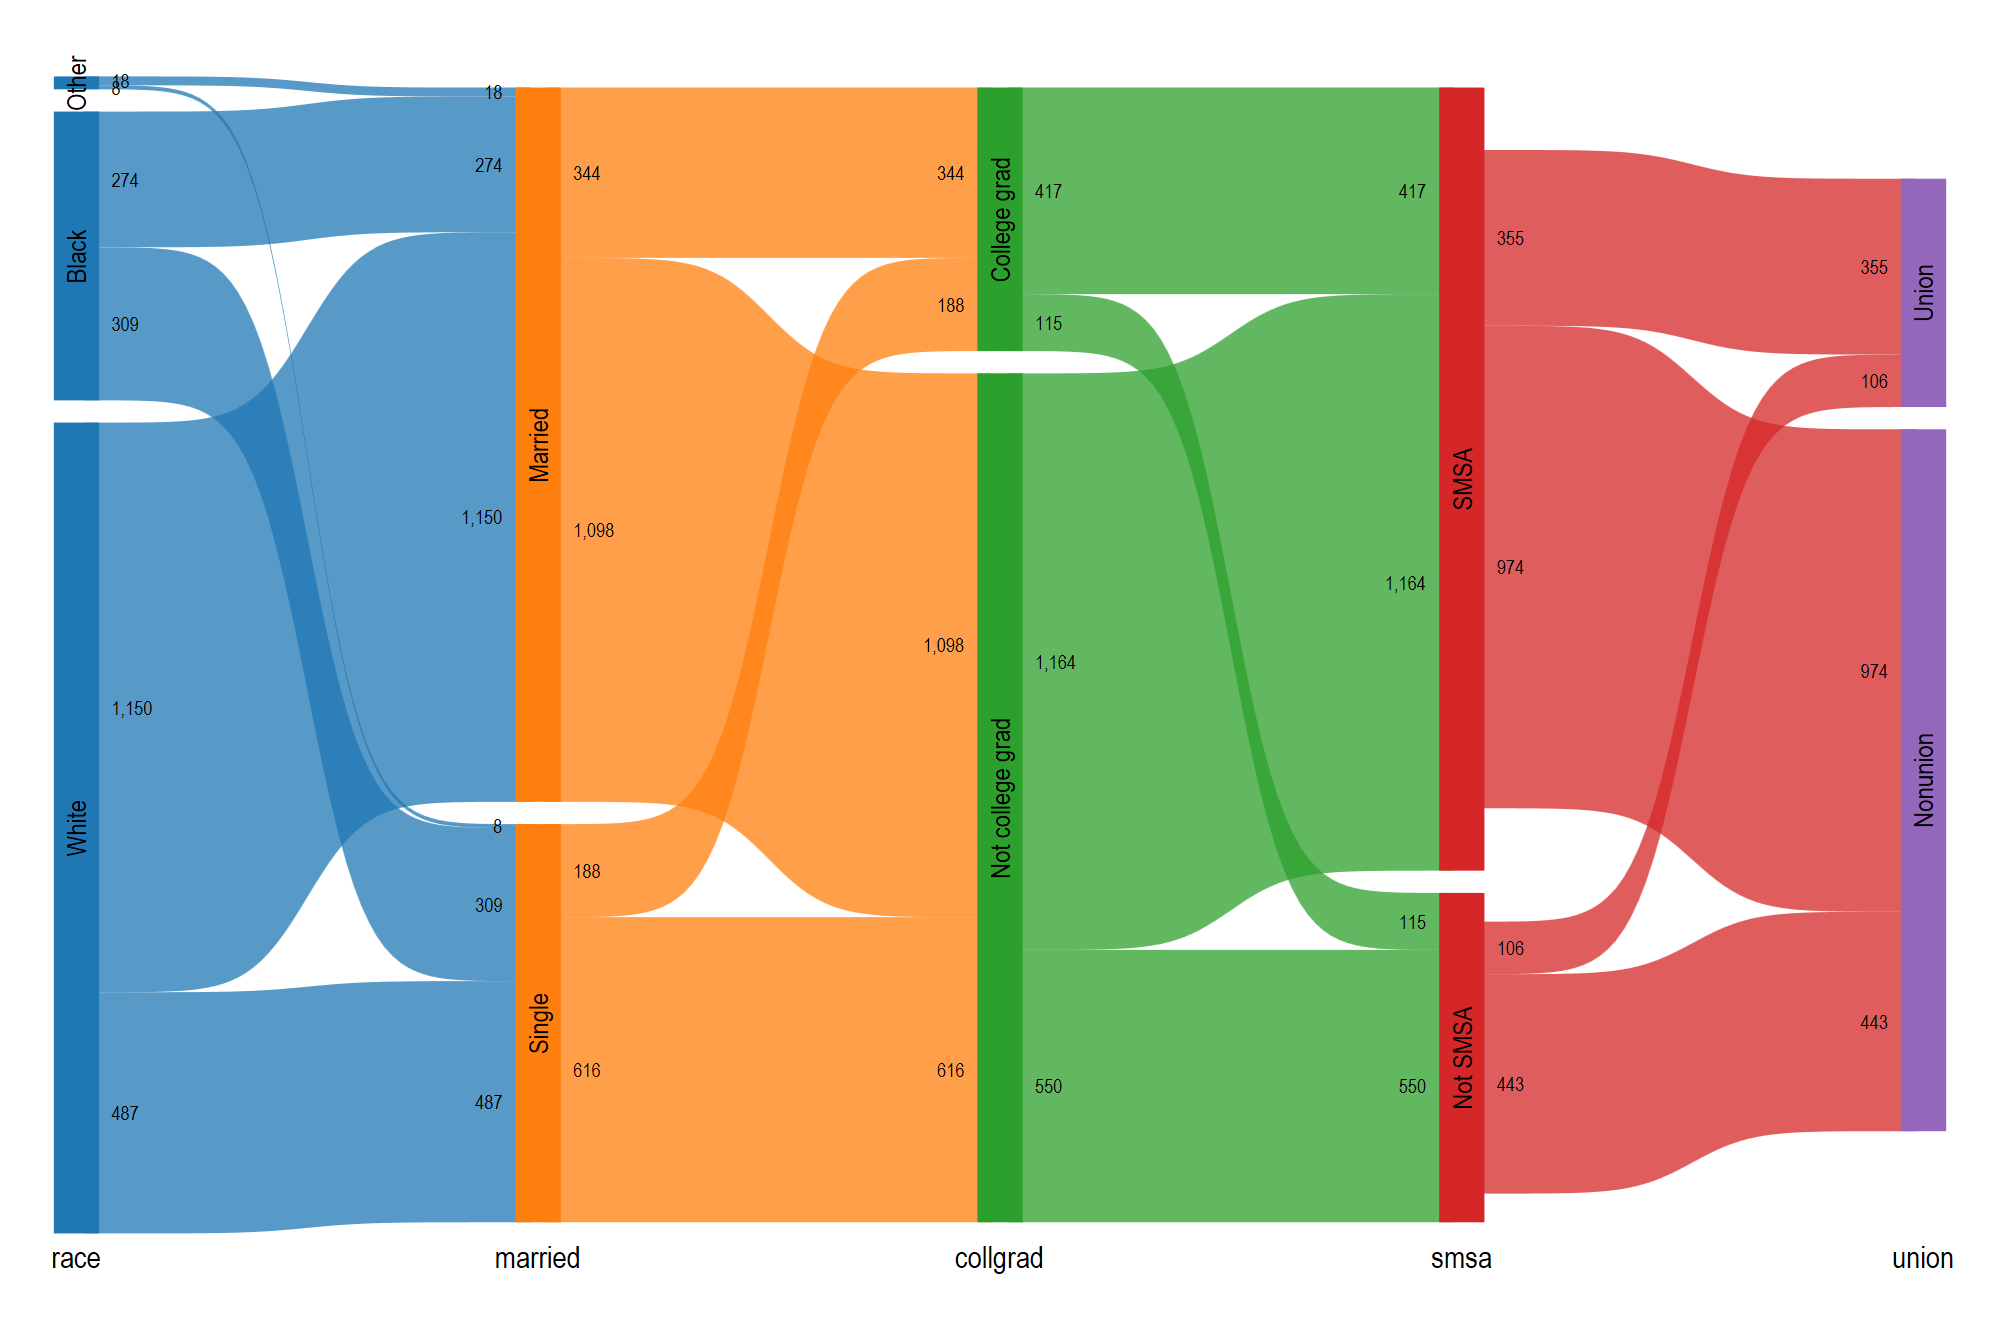 Other
18
8
Black
274
309
White
1,150
487
18
274
1,150
8
309
487
Married
344
1,098
Single
188
616
344
188
1,098
616
College grad
417
115
Not college grad
1,164
550
417
1,164
115
550
SMSA
355
974
Not SMSA
106
443
355
106
974
443
Union
Nonunion
race
married
collgrad
smsa
union